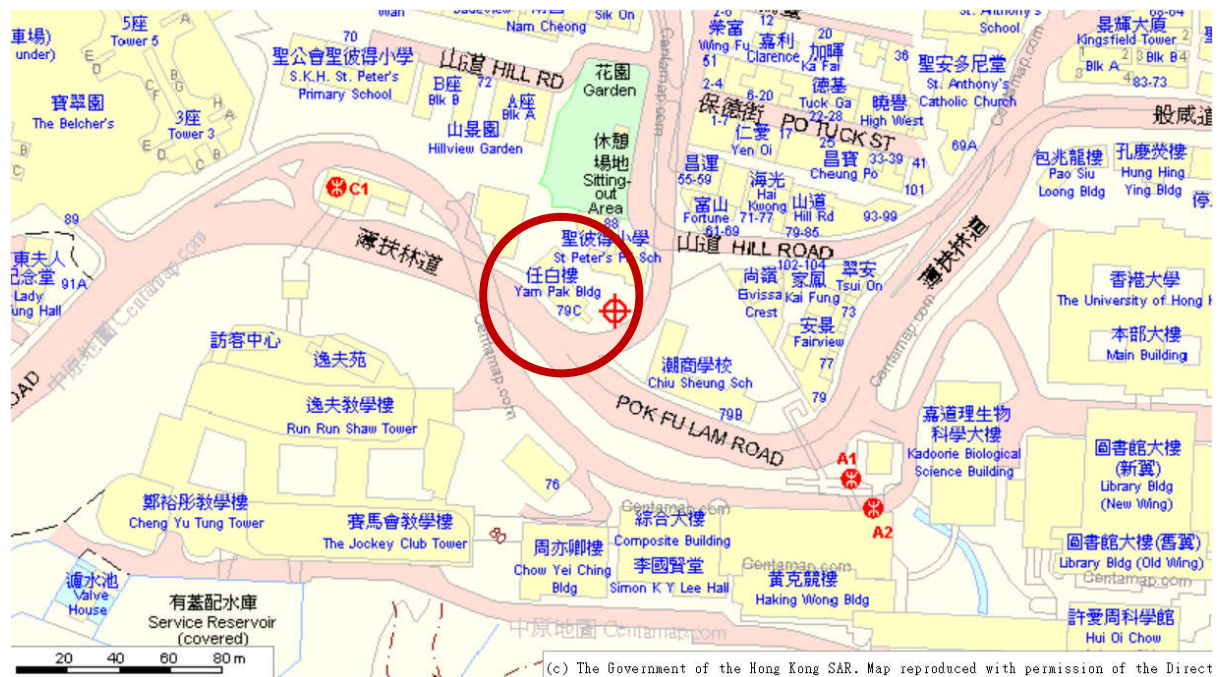 車場)
under)
5座
Tower 5
寶翠園
The Belcher's
3座
Tower 3
70
聖公會聖彼得小學
S.K.H. St. Peter's
Primary School
山道 HILL RD
72
B座
Blk B
A座
Blk A
山景園
Hillview Garden
Nam Cheong
Sik On
花園
Garden
休憩
場地
Sitting-
out
Area
2-6
12
20
榮富
Wing Fu
嘉利
Clarence
加暉
Ka Fai
36
51
2-4
6-20
德基
Tuck Ga
22-28
曉譽
High West
保德街 PO TUCK ST
1-7
仁愛
Yen Oi
17
25
昌寶
Cheung Po
33-39
41
101
St. Anthony's
School
聖安多尼堂
St. Anthony's
Catholic Church
69A
68-64
景輝大廈
Kingsfield Tower
Blk A
Blk B
83-73
般咸道
包兆龍樓
Pao Siu
Loong Bldg
孔慶熒樓
Hung Hing
Ying Bldg
停
昌運
55-59
富山
Fortune
61-69
海光
Hai
Kwong
71-77
山道
Hill Rd
79-85
93-99
山道 HILL ROAD
C1
89
薄扶林道
88
聖彼得小學
St Peter's P. Sch
任白樓
Yam Pak Bldg
79C
102-104
尚嶺
Bvissa
Crest
家鳳
Kai Fung
翠安
Tsui On
73
安景
Fairview
77
79
薄扶林道
香港大學
The University of Hong K
本部大樓
Main Building
東夫人
紀念堂
91A
Lady
ung Hall
訪客中心
逸夫苑
逸夫教學樓
Run Run Shaw Tower
潮商學校
Chiu Sheung Sch
79B
POK FU LAM ROAD
OAD
嘉道理生物
科學大樓
Kadoorie Biological
Science Building
圖書館大樓
(新翼)
Library Bldg
(New Wing)
A1
A2
76
鄭裕彤教學樓
Cheng Yu Tung Tower
賽馬會教學樓
The Jockey Club Tower
80
周亦卿樓
Chow Yei Ching
Bldg
綜合大樓
Composite Building
李國賢堂
Simon K Y Lee Hall
黃克競樓
Haking Wong Bldg
圖書館大樓(舊翼)
Library Bldg (Old Wing)
許愛周科學館
Hui Oi Chow
濾水池
Valve
House
有蓋配水庫
Service Reservoir
(covered)
20 40 60 80 m
中原地圖 Centamap.com
(c) The Government of the Hong Kong SAR. Map reproduced with permission of the Direct